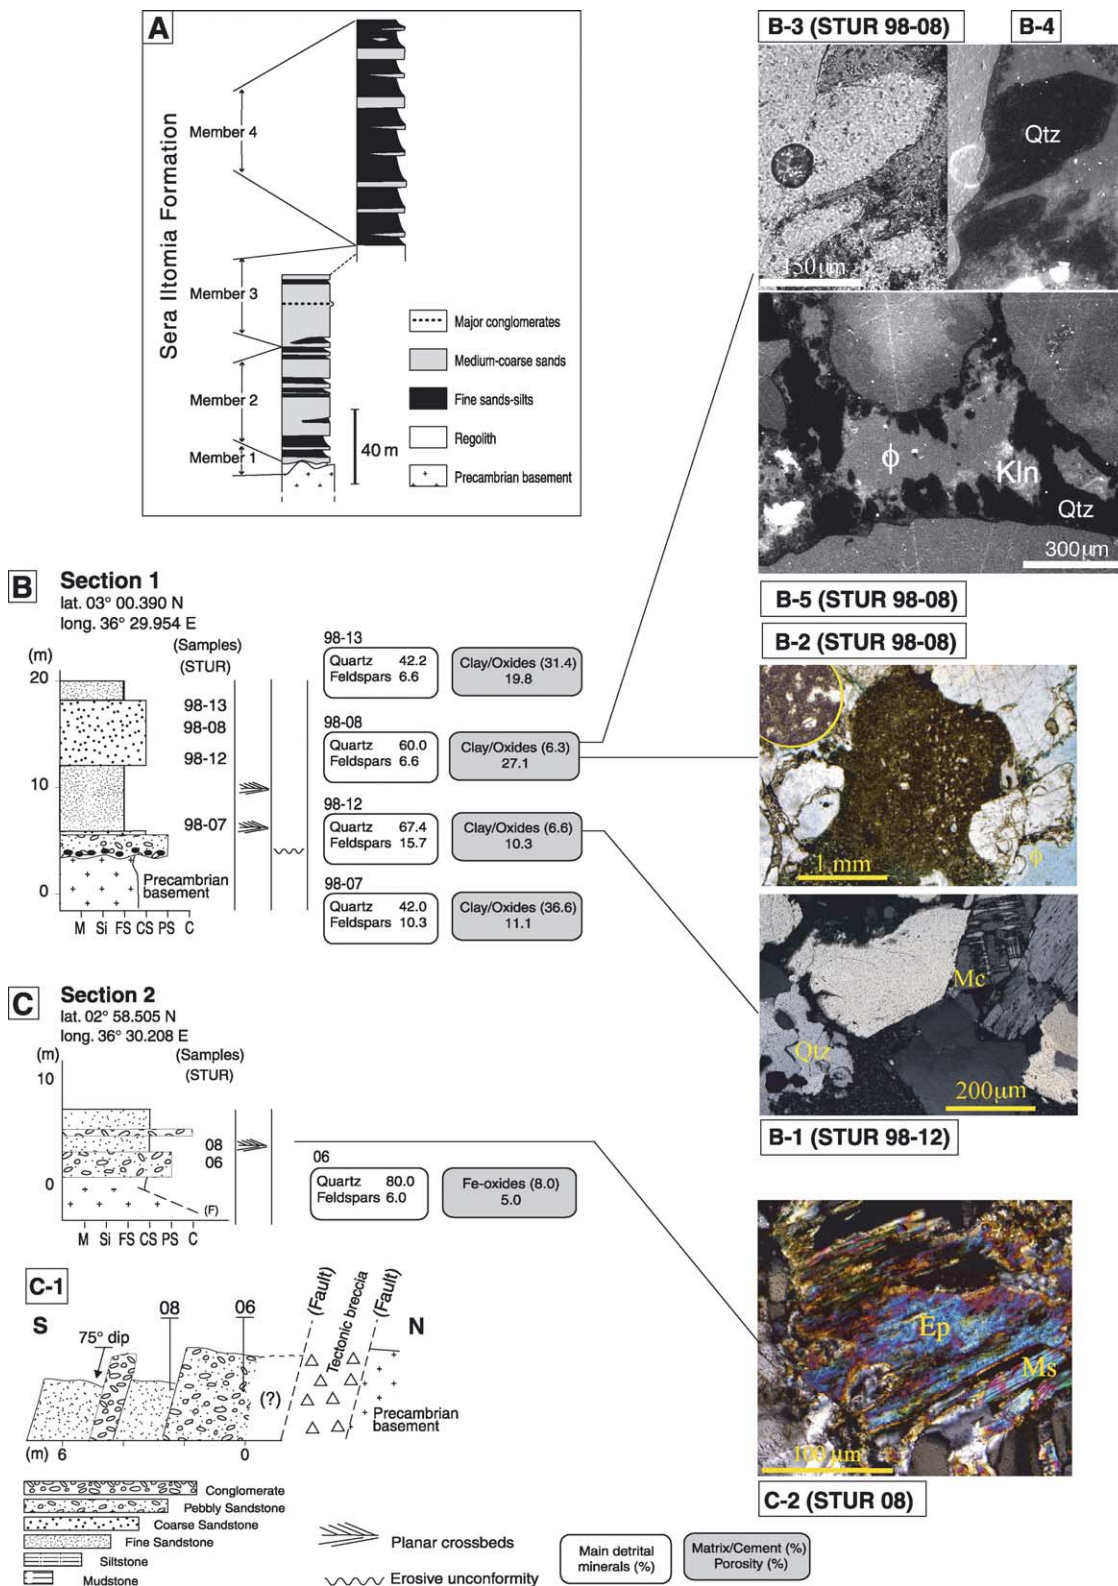 A
Sera Iltomia Formation
Member 4
Member 3
Member 2
Member 1
Major conglomerates
Medium-coarse sands
Fine sands-silts
Regolith
Precambrian basement
40 m
B-3 (STUR 98-08)
B-4
Qtz
150 µm
ϕ
Kln
Qtz
300 µm
B-5 (STUR 98-08)
B-2 (STUR 98-08)
1 mm
ϕ
Mc
Qtz
200 µm
B-1 (STUR 98-12)
Ep
Ms
100 µm
C-2 (STUR 08)
B
Section 1
lat. 03° 00.390 N
long. 36° 29.954 E
(m)
(Samples)
(STUR)
20
10
0
98-13
98-08
98-12
98-07
Precambrian
basement
M Si FS CS PS C
98-13
Quartz 42.2
Feldspars 6.6
Clay/Oxides (31.4)
19.8
98-08
Quartz 60.0
Feldspars 6.6
Clay/Oxides (6.3)
27.1
98-12
Quartz 67.4
Feldspars 15.7
Clay/Oxides (6.6)
10.3
98-07
Quartz 42.0
Feldspars 10.3
Clay/Oxides (36.6)
11.1
C
Section 2
lat. 02° 58.505 N
long. 36° 30.208 E
(m)
(Samples)
(STUR)
10
0
08
06
(F)
M Si FS CS PS C
06
Quartz 80.0
Feldspars 6.0
Fe-oxides (8.0)
5.0
C-1
S
N
75° dip
08
06
(Fault)
Tectonic breccia
(Fault)
(?)
Precambrian
basement
(m) 6
0
Conglomerate
Pebbly Sandstone
Coarse Sandstone
Fine Sandstone
Siltstone
Mudstone
Planar crossbeds
Erosive unconformity
Main detrital
minerals (%)
Matrix/Cement (%)
Porosity (%)